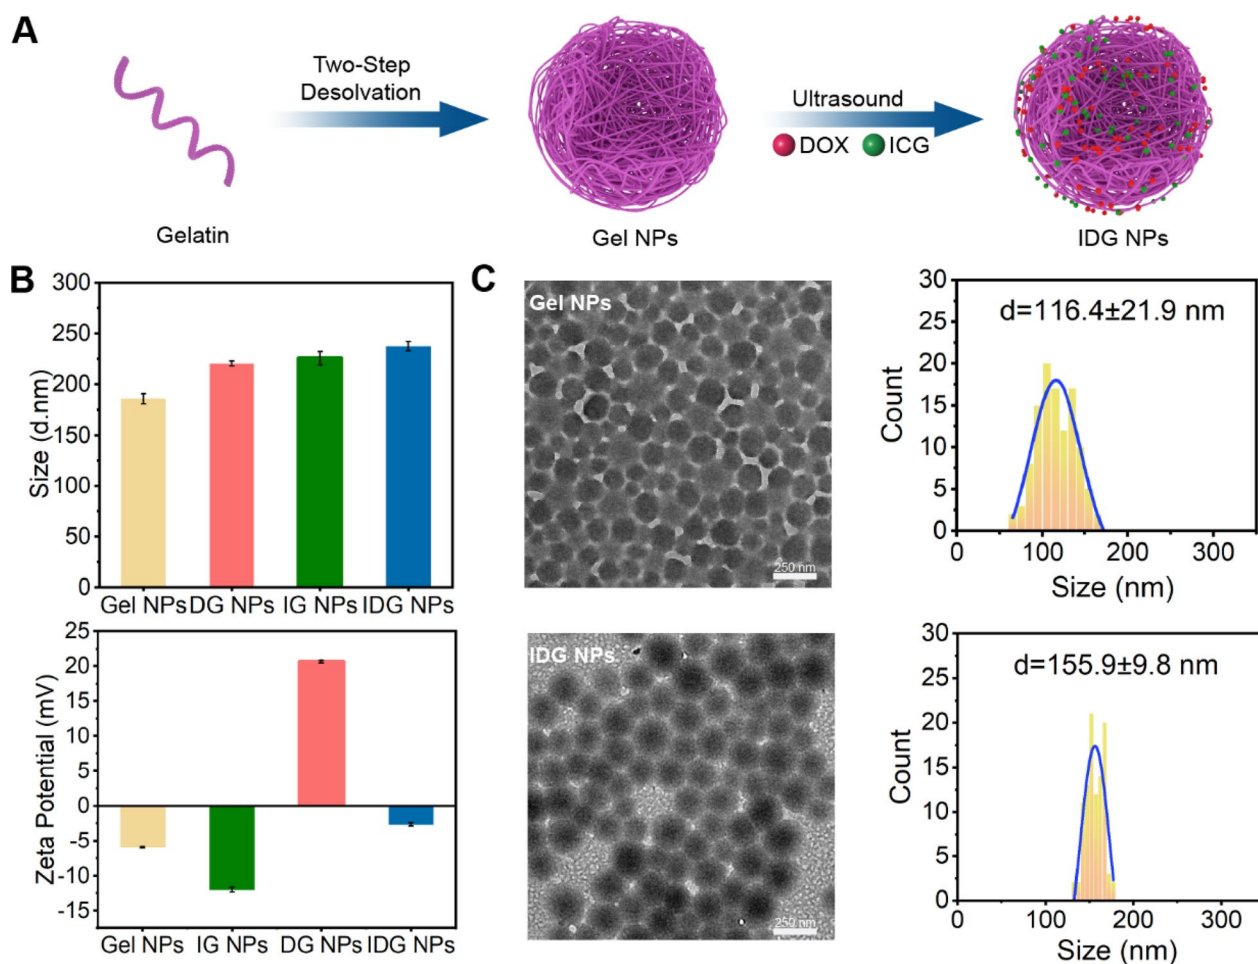 A
Two-Step
Desolvation
Ultrasound
DOX ICG
Gelatin
Gel NPs
IDG NPs
B
300
250
200
150
100
50
0
Size (d.nm)
Gel NPs DG NPs IG NPs IDG NPs
25
20
15
10
5
0
-5
-10
-15
Zeta Potential (mV)
Gel NPs IG NPs DG NPs IDG NPs
C
Gel NPs
250 nm
30
25
20
15
10
5
0
Count
d=116.4±21.9 nm
0 100 200 300
Size (nm)
IDG NPs
250 nm
30
25
20
15
10
5
0
Count
d=155.9±9.8 nm
0 100 200 300
Size (nm)